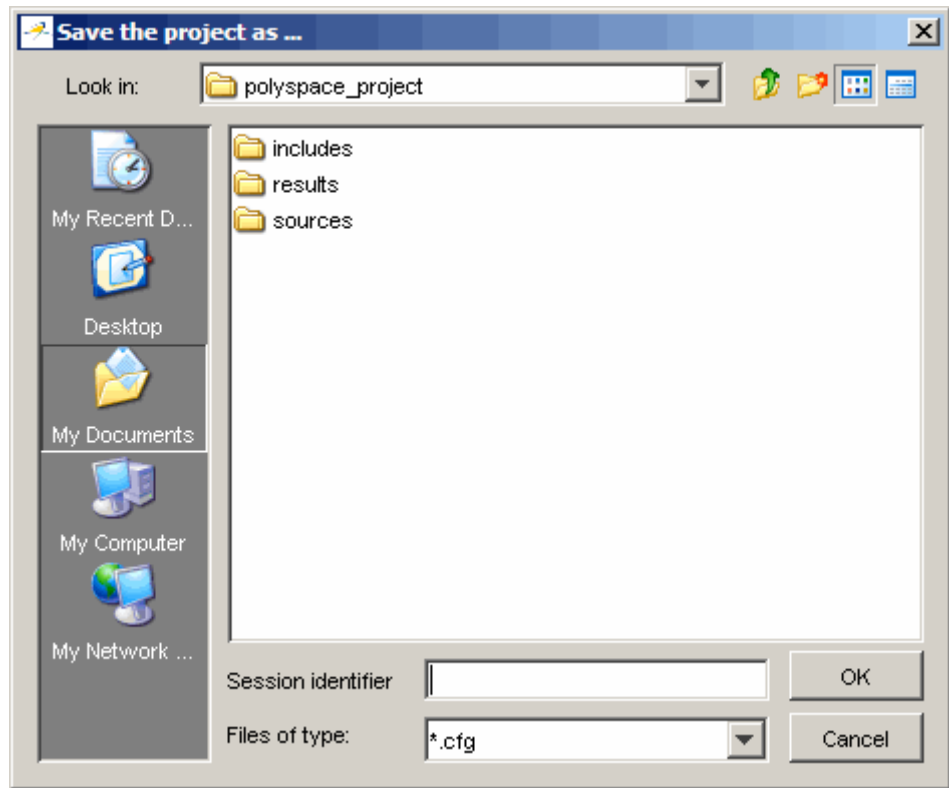 Save the project as ...
Look in: polyspace_project
includes
results
sources
My Recent D...
Desktop
My Documents
My Computer
My Network ...
Session identifier
OK
Files of type: *.cfg
Cancel